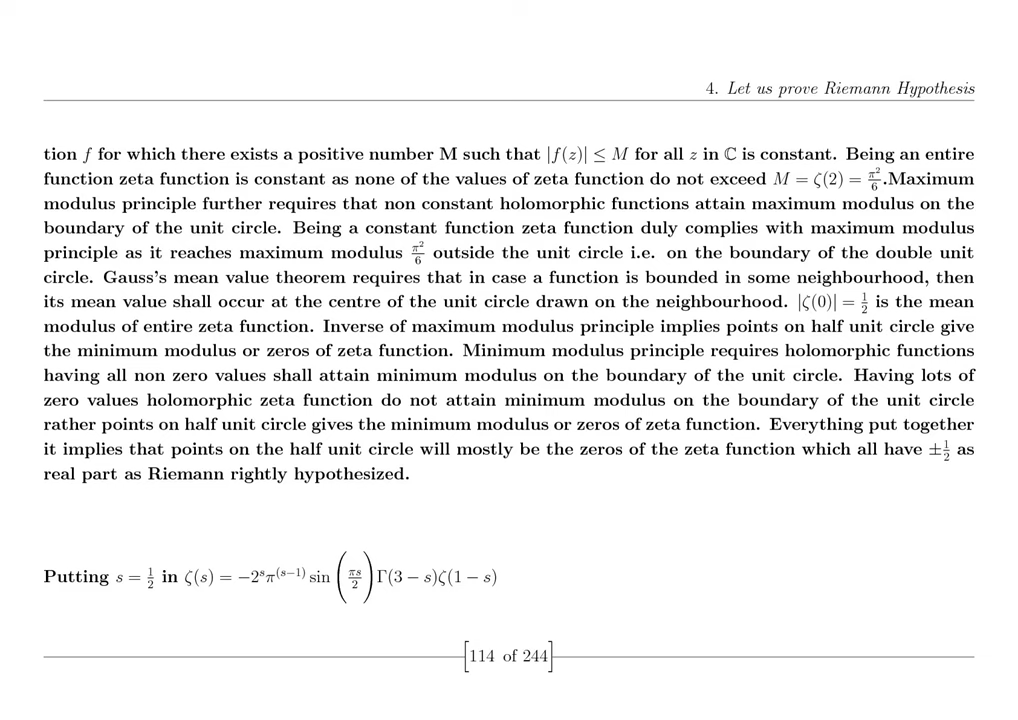 4. Let us prove Riemann Hypothesis
tion f for which there exists a positive number M such that |f(z)| ≤ M for all z in ℂ is constant. Being an entire
function zeta function is constant as none of the values of zeta function do not exceed M = ζ(2) = π²/6.Maximum
modulus principle further requires that non constant holomorphic functions attain maximum modulus on the
boundary of the unit circle. Being a constant function zeta function duly complies with maximum modulus
principle as it reaches maximum modulus π²/6 outside the unit circle i.e. on the boundary of the double unit
circle. Gauss's mean value theorem requires that in case a function is bounded in some neighbourhood, then
its mean value shall occur at the centre of the unit circle drawn on the neighbourhood. |ζ(0)| = 1/2 is the mean
modulus of entire zeta function. Inverse of maximum modulus principle implies points on half unit circle give
the minimum modulus or zeros of zeta function. Minimum modulus principle requires holomorphic functions
having all non zero values shall attain minimum modulus on the boundary of the unit circle. Having lots of
zero values holomorphic zeta function do not attain minimum modulus on the boundary of the unit circle
rather points on half unit circle gives the minimum modulus or zeros of zeta function. Everything put together
it implies that points on the half unit circle will mostly be the zeros of the zeta function which all have ±1/2 as
real part as Riemann rightly hypothesized.
Putting s = 1/2 in ζ(s) = −2^s π^(s−1) sin(πs/2)Γ(3 − s)ζ(1 − s)
[114 of 244]